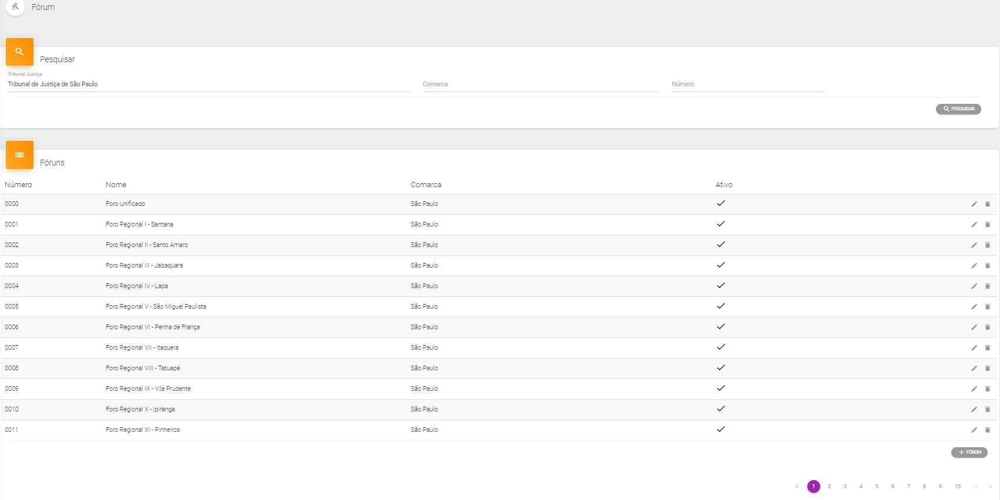 Fórum
Pesquisar
Tribunal Justiça
Tribunal de Justiça de São Paulo Comarca Número
PESQUISAR
Fóruns
Número Nome Comarca Ativo
0000 Foro Unificado São Paulo
0001 Foro Regional I - Santana São Paulo
0002 Foro Regional II - Santo Amaro São Paulo
0003 Foro Regional III - Jabaquara São Paulo
0004 Foro Regional IV - Lapa São Paulo
0005 Foro Regional V - São Miguel Paulista São Paulo
0006 Foro Regional VI - Penha de França São Paulo
0007 Foro Regional VII - Itaquera São Paulo
0008 Foro Regional VIII - Tatuapé São Paulo
0009 Foro Regional IX - Vila Prudente São Paulo
0010 Foro Regional X - Ipiranga São Paulo
0011 Foro Regional XI - Pinheiros São Paulo
+ FÓRUM
‹ 1 2 3 4 5 6 7 8 9 10 ... ›